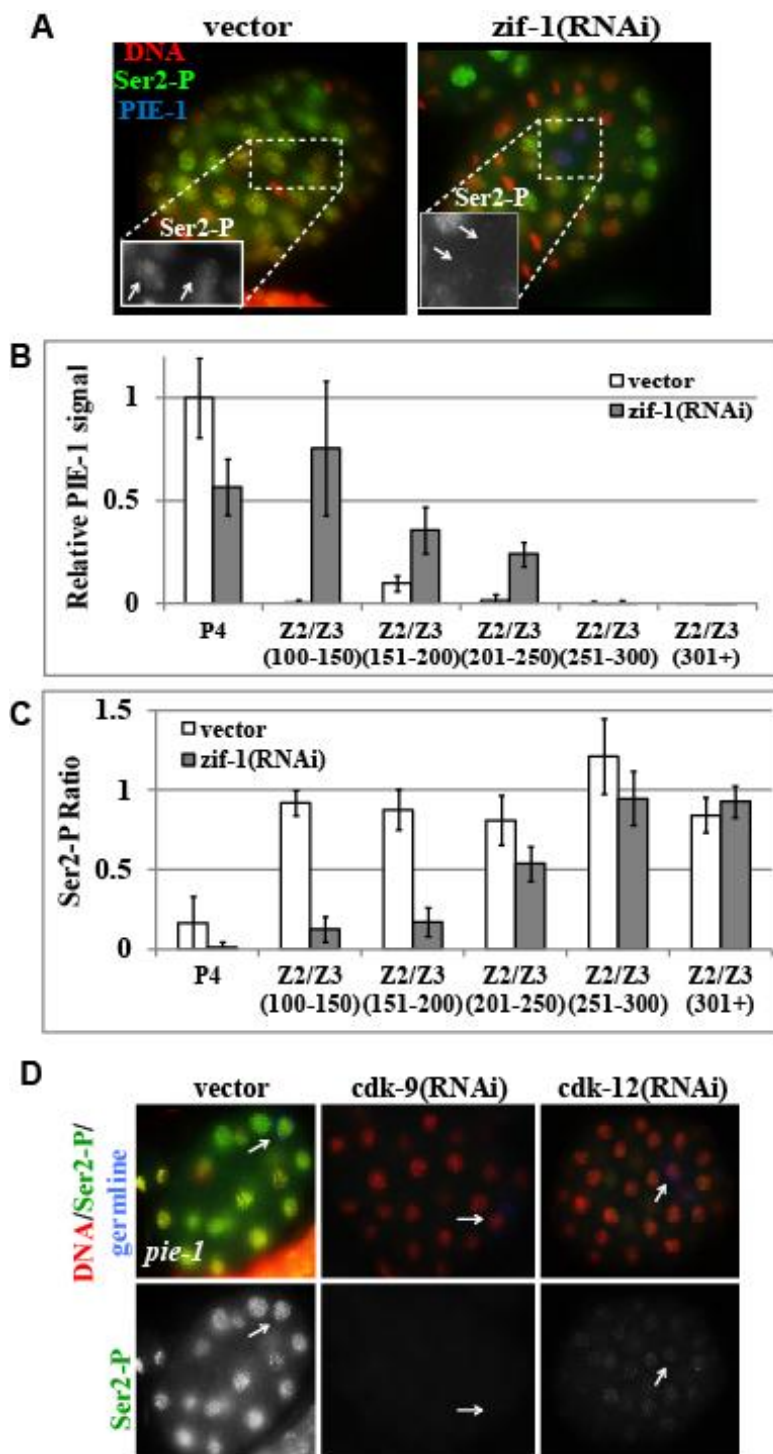 A
vector
zif-1(RNAi)
DNA
Ser2-P
PIE-1
Ser2-P
Ser2-P
B
Relative PIE-1 signal
1
0.5
0
vector
zif-1(RNAi)
P4 Z2/Z3 Z2/Z3 Z2/Z3 Z2/Z3 Z2/Z3
(100-150) (151-200) (201-250) (251-300) (301+)
C
Ser2-P Ratio
1.5
1
0.5
0
vector
zif-1(RNAi)
P4 Z2/Z3 Z2/Z3 Z2/Z3 Z2/Z3 Z2/Z3
(100-150) (151-200) (201-250) (251-300) (301+)
D
vector
cdk-9(RNAi)
cdk-12(RNAi)
DNA/Ser2-P/
germline
pie-1
Ser2-P